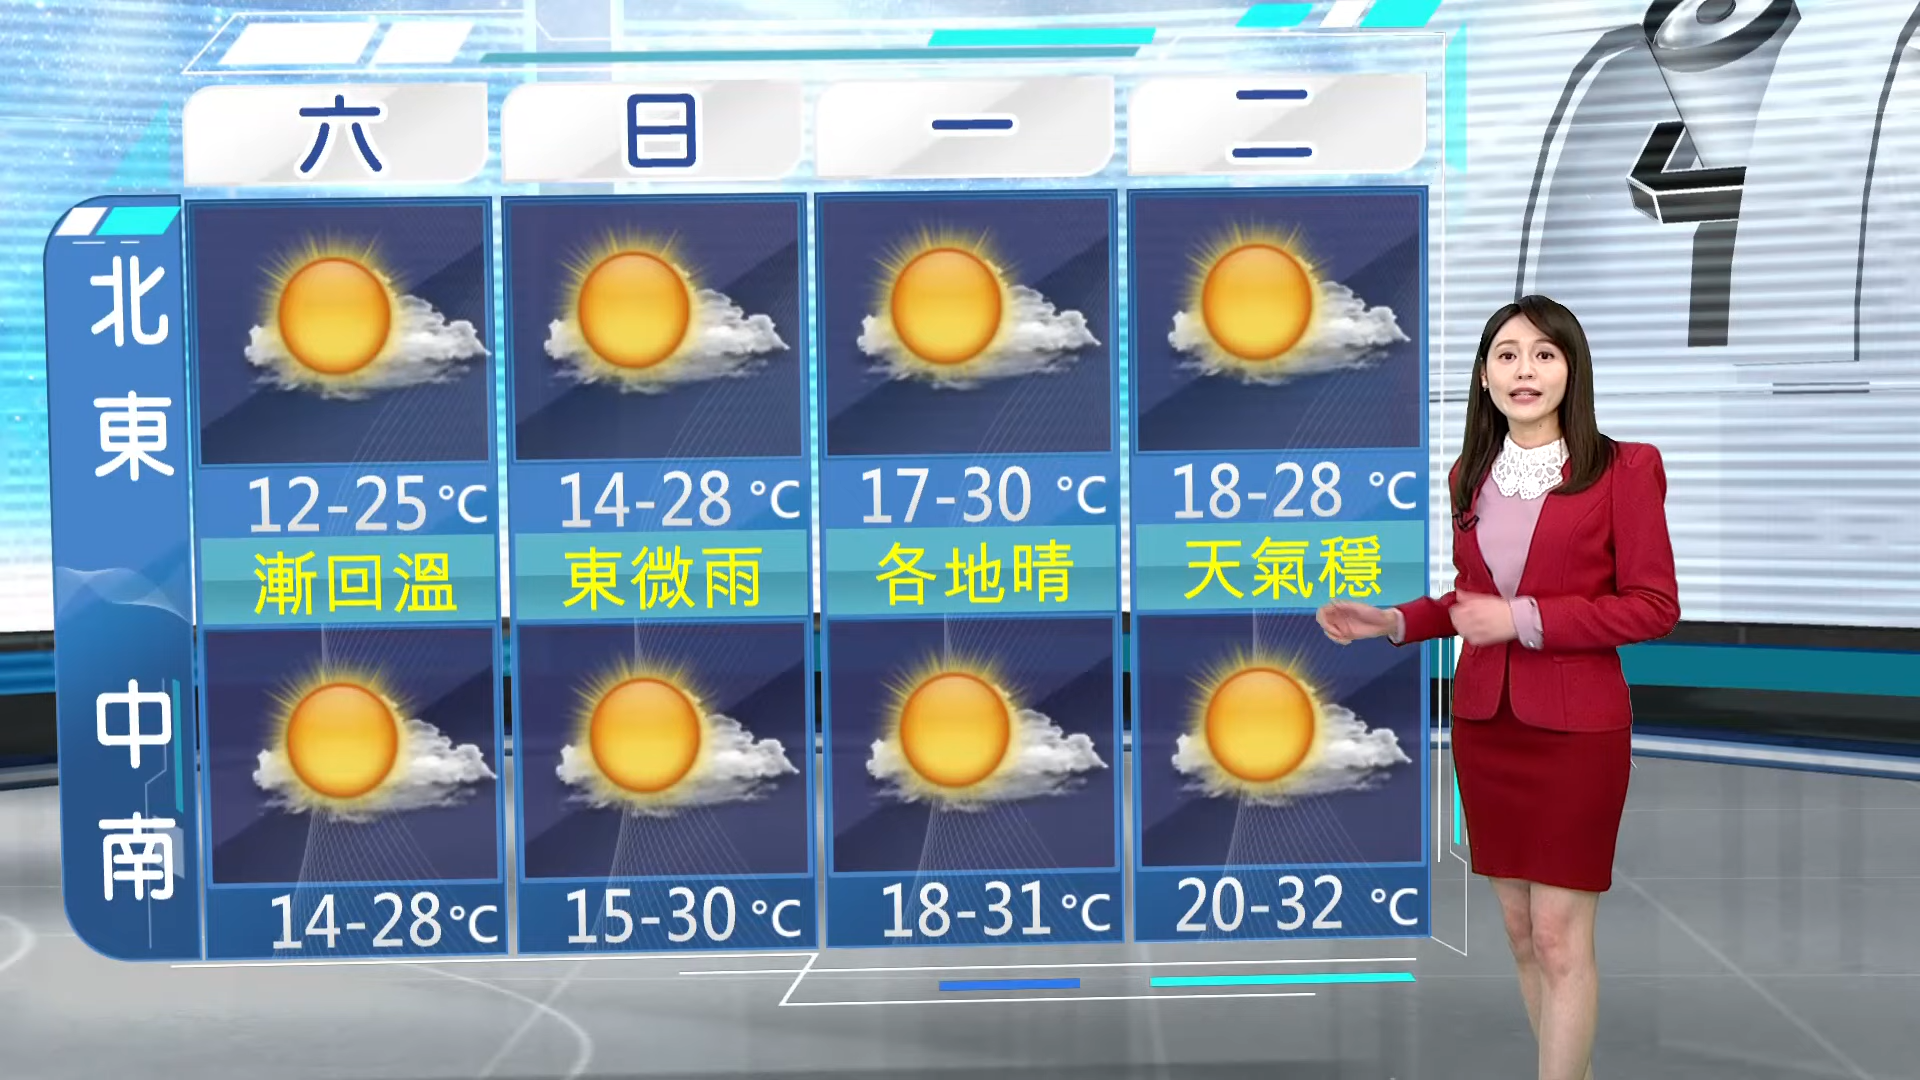 六 日 一 二
北東
12-25°C 14-28°C 17-30°C 18-28°C
漸回溫 東微雨 各地晴 天氣穩
中南
14-28°C 15-30°C 18-31°C 20-32°C